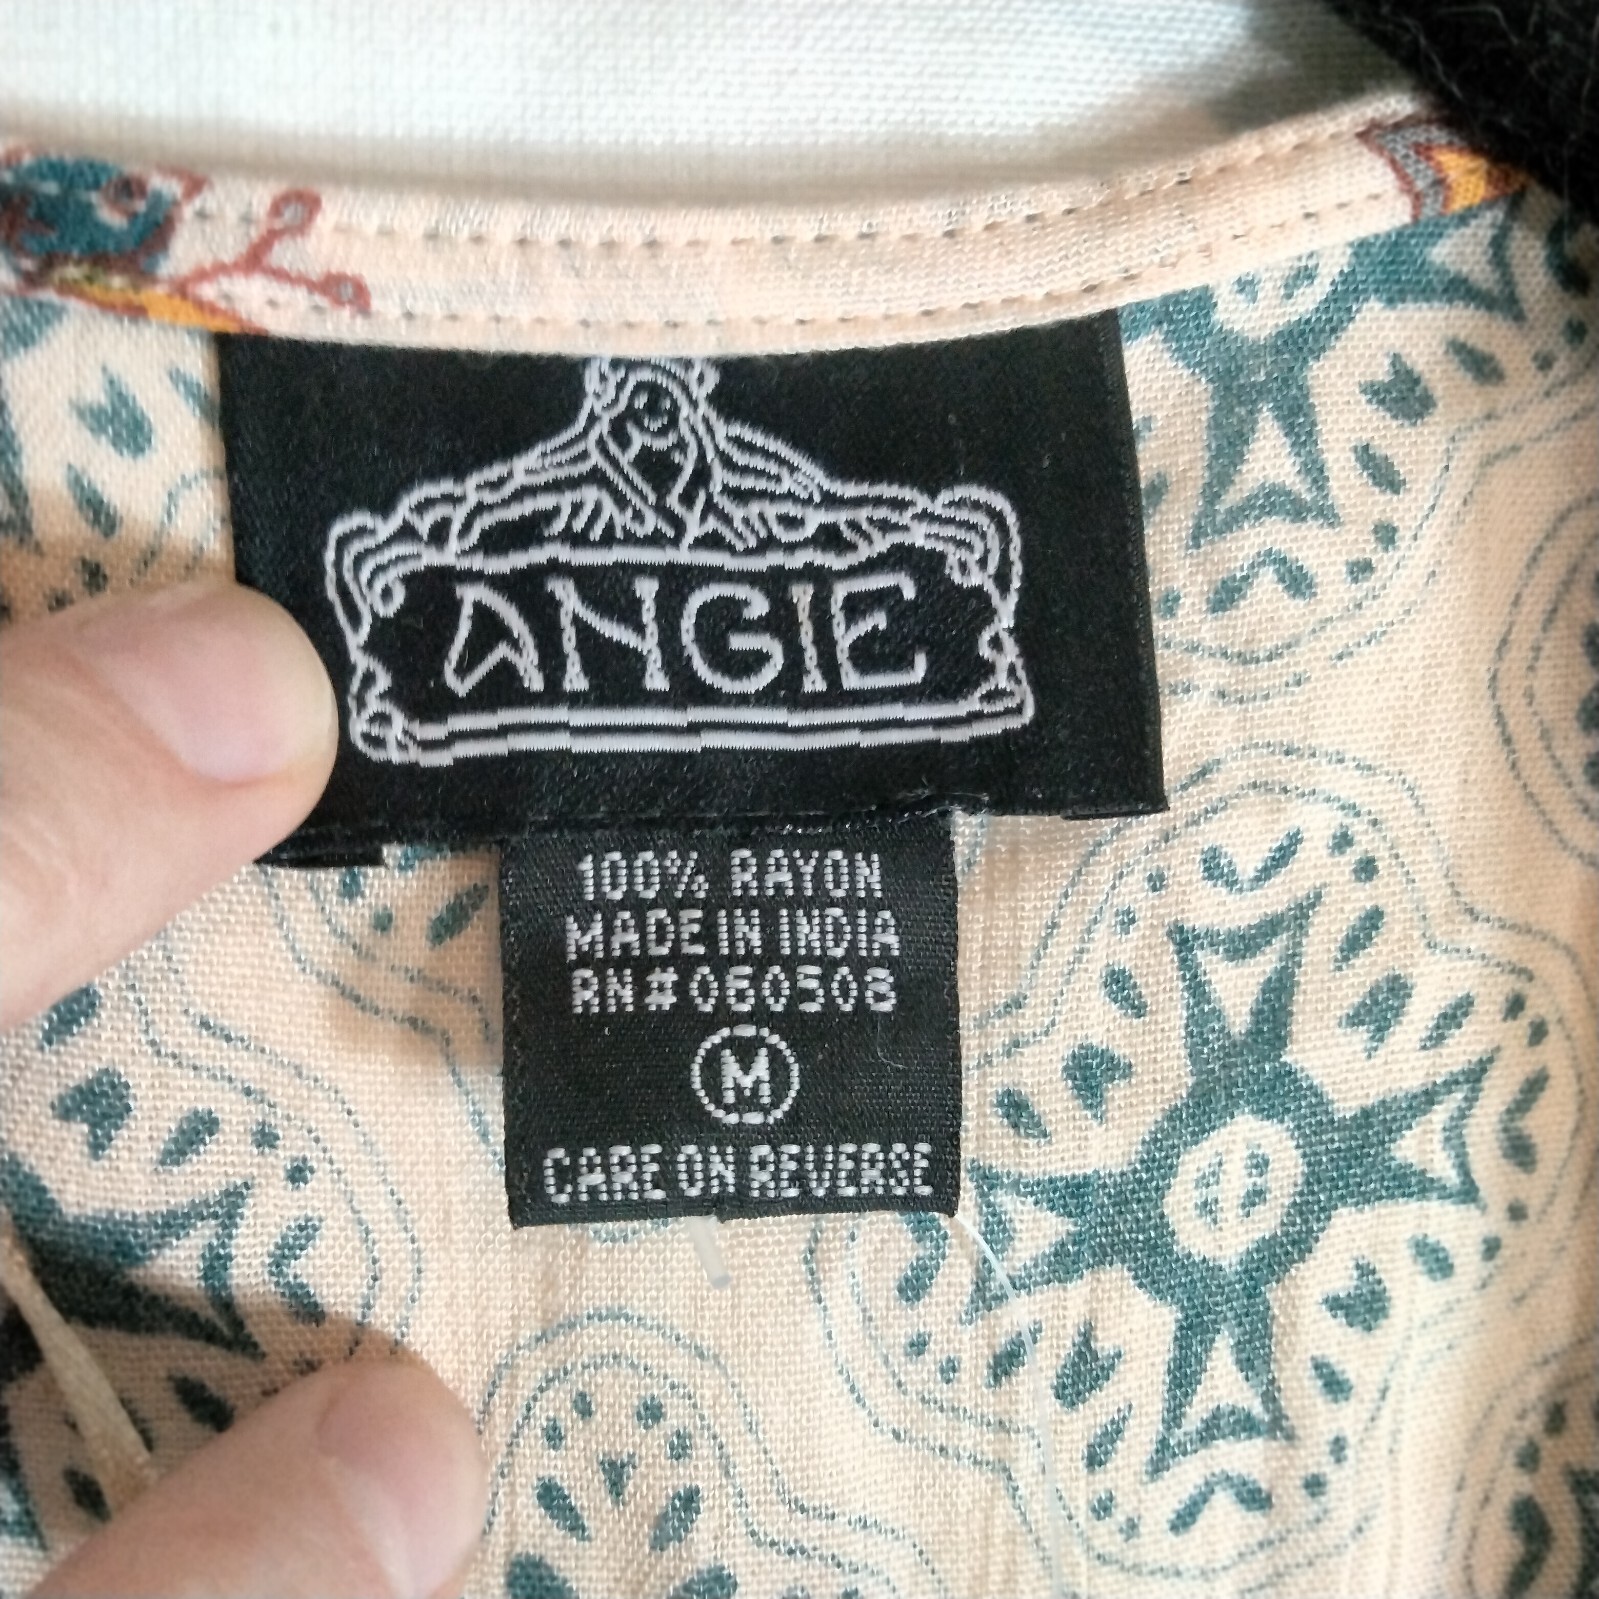 ANGIE
100% RAYON
MADE IN INDIA
RN#060508
M
CARE ON REVERSE